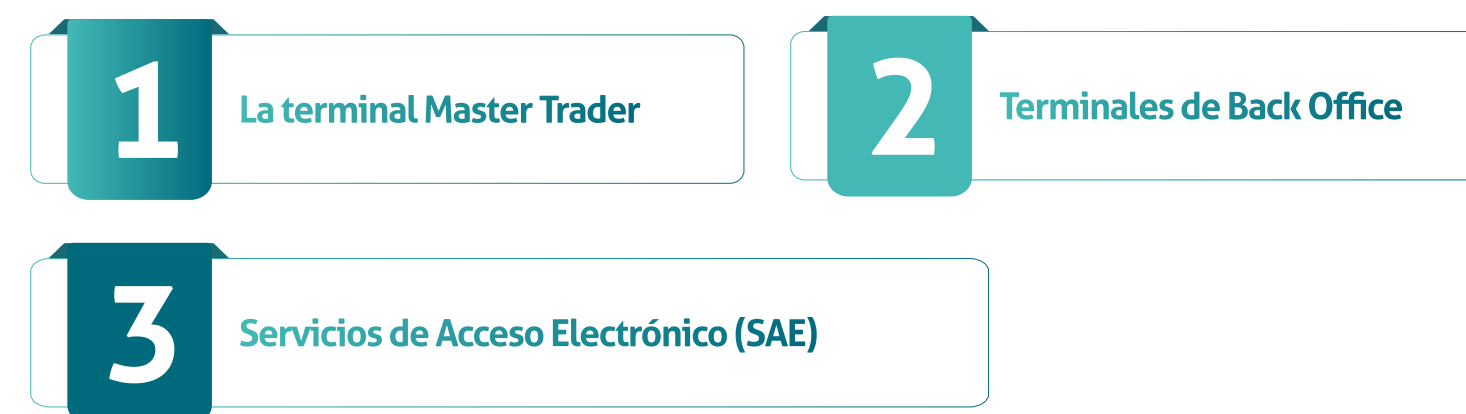 1
La terminal Master Trader
2
Terminales de Back Office
3
Servicios de Acceso Electrónico (SAE)